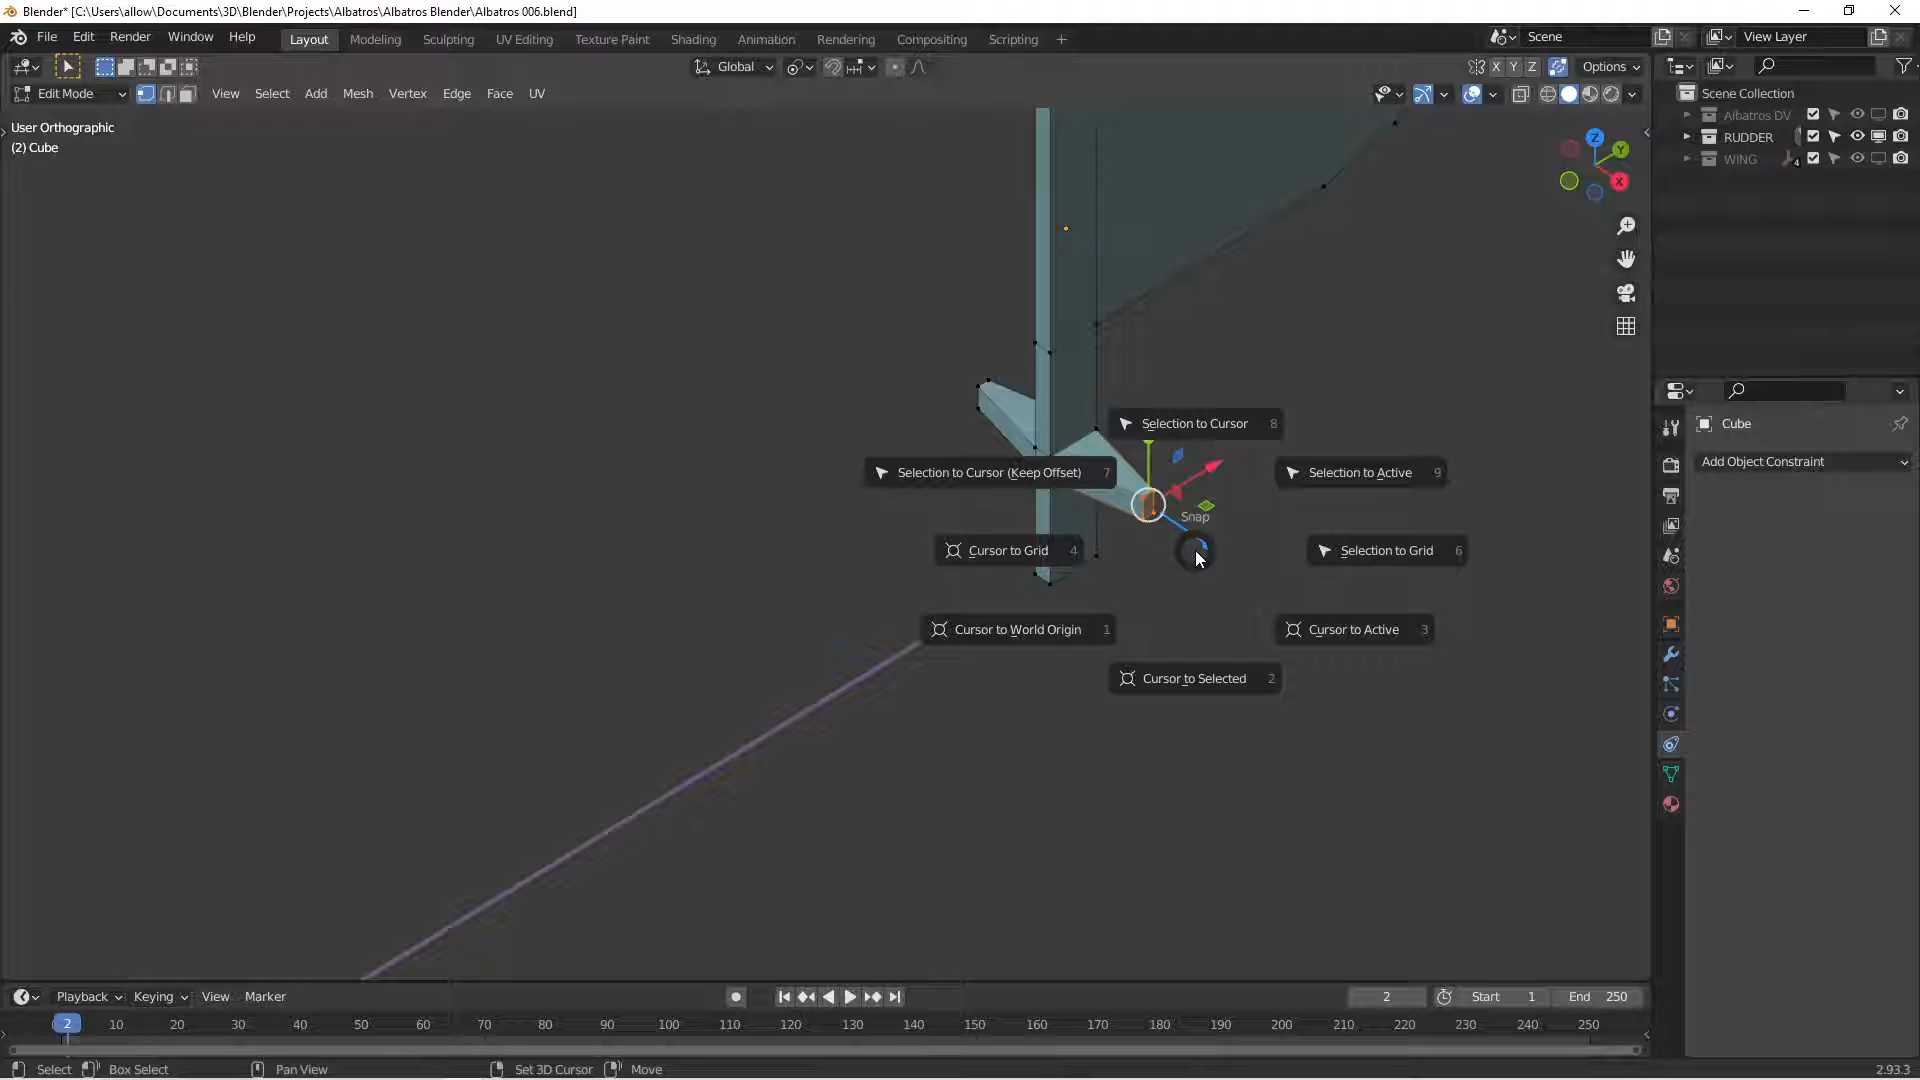 Blender* [C:\Users\allow\Documents\3D\Blender\Projects\Albatros\Albatros Blender\Albatros 006.blend]
File Edit Render Window Help Layout Modeling Sculpting UV Editing Texture Paint Shading Animation Rendering Compositing Scripting + Scene View Layer
Global X Y Z Options
Edit Mode View Select Add Mesh Vertex Edge Face UV
Scene Collection
Albatros DV
RUDDER
WING 4
User Orthographic
(2) Cube
Z
Y
X
Selection to Cursor 8
Selection to Cursor (Keep Offset) 7
Selection to Active 9
Snap
Cursor to Grid 4
Selection to Grid 6
Cursor to World Origin 1
Cursor to Active 3
Cursor to Selected 2
Cube
Add Object Constraint
Playback Keying View Marker 2 Start 1 End 250
2 10 20 30 40 50 60 70 80 90 100 110 120 130 140 150 160 170 180 190 200 210 220 230 240 250
Select Box Select Pan View Set 3D Cursor Move 2.93.3